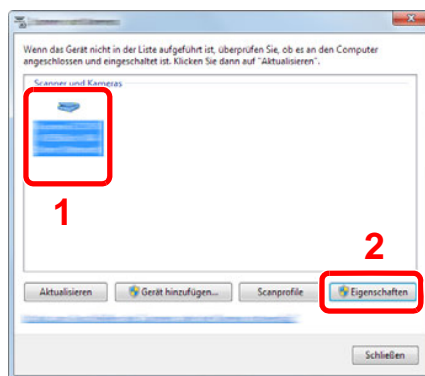 Wenn das Gerät nicht in der Liste aufgeführt ist, überprüfen Sie, ob es an den Computer
angeschlossen und eingeschaltet ist. Klicken Sie dann auf "Aktualisieren".
Scanner und Kameras
1
2
Aktualisieren
Gerät hinzufügen...
Scanprofile
Eigenschaften
Schließen